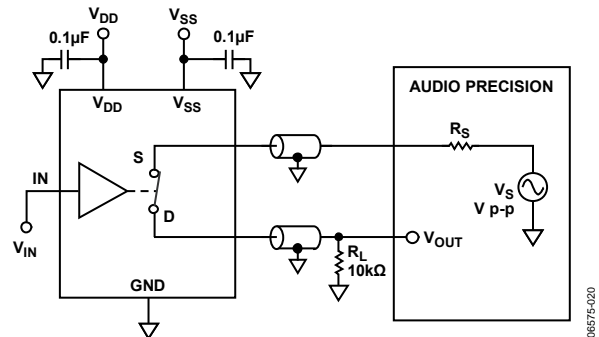 VDD
VSS
0.1µF
0.1µF
VDD
VSS
AUDIO PRECISION
RS
S
IN
VS
V p-p
D
VIN
VOUT
RL
10kΩ
GND
06575-020